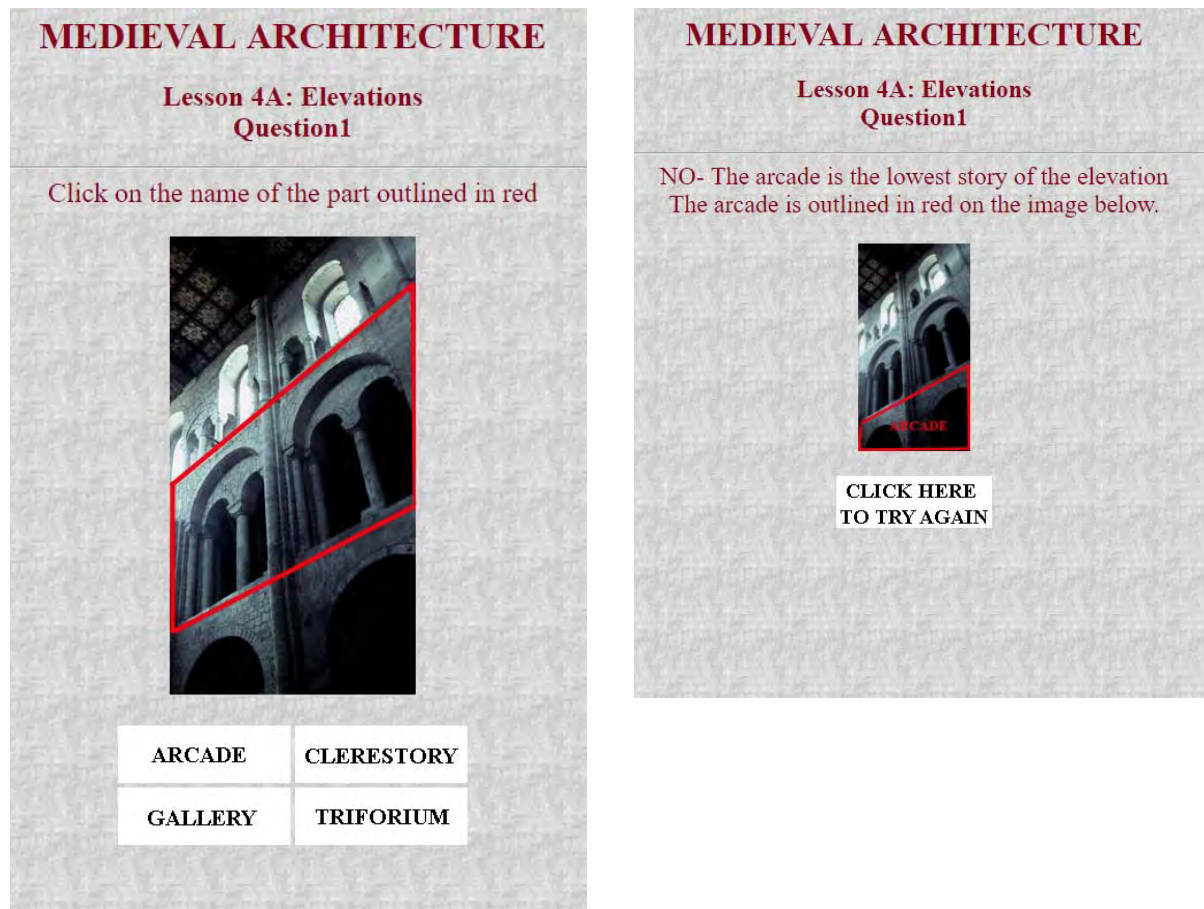 MEDIEVAL ARCHITECTURE
Lesson 4A: Elevations
Question1
Click on the name of the part outlined in red
ARCADE
CLERESTORY
GALLERY
TRIFORIUM
MEDIEVAL ARCHITECTURE
Lesson 4A: Elevations
Question1
NO- The arcade is the lowest story of the elevation
The arcade is outlined in red on the image below.
ARCADE
CLICK HERE
TO TRY AGAIN